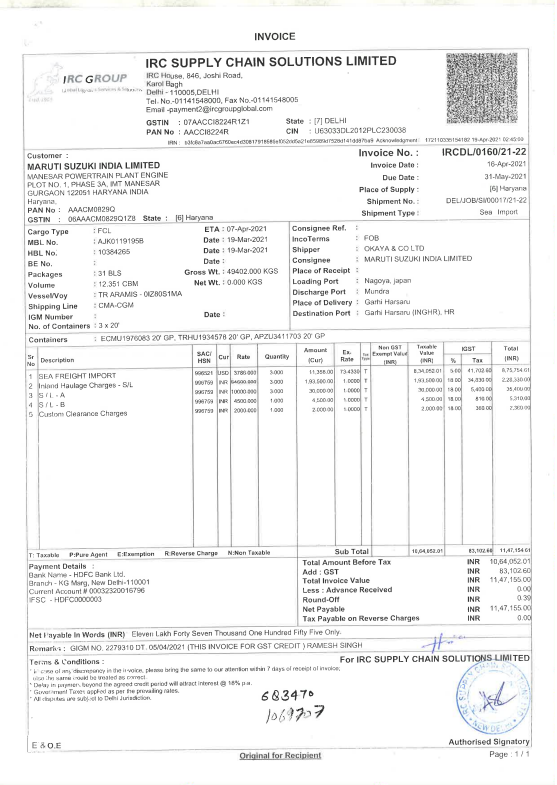 INVOICE
IRC GROUP
IRC SUPPLY CHAIN SOLUTIONS LIMITED
IRC House, 846, Joshi Road,
Karol Bagh
Delhi - 110005,DELHI
Tel. No.-01141548000, Fax No.-01141548005
Email -payment2@ircgroupglobal.com
GSTIN : 07AACCI8224R1Z1 State : [7] DELHI
PAN No : AACCI8224R CIN : U63033DL2012PLC230038
Customer :
MARUTI SUZUKI INDIA LIMITED
MANESAR POWERTRAIN PLANT ENGINE
PLOT NO. 1, PHASE 3A, IMT MANESAR
GURGAON 122051 HARYANA INDIA
Haryana,
PAN No : AAACM0829Q
GSTIN : 06AAACM0829Q1Z8 State : [6] Haryana
Invoice No. : IRCDL/0160/21-22
Invoice Date : 16-Apr-2021
Due Date : 31-May-2021
Place of Supply : [6] Haryana
Shipment No. : DEL/JOB/SI/00017/21-22
Shipment Type : Sea Import
Cargo Type : FCL ETA : 07-Apr-2021
MBL No. : AJK0119195B Date : 19-Mar-2021
HBL No. : 10384265 Date : 19-Mar-2021
BE No. : Date :
Packages : 31 BLS Gross Wt. : 49402.000 KGS
Volume : 12.351 CBM Net Wt. : 0.000 KGS
Vessel/Voy : TR ARAMIS - 0IZ80S1MA
Shipping Line : CMA-CGM
IGM Number : Date :
No. of Containers : 3 x 20'
Consignee Ref. :
IncoTerms : FOB
Shipper : OKAYA & CO LTD
Consignee : MARUTI SUZUKI INDIA LIMITED
Place of Receipt :
Loading Port : Nagoya, japan
Discharge Port : Mundra
Place of Delivery : Garhi Harsaru
Destination Port : Garhi Harsaru (INGHR), HR
Containers : ECMU1976083 20' GP, TRHU1934578 20' GP, APZU3411703 20' GP
Sr No Description SAC/ HSN Cur Rate Quantity Amount (Cur) Ex- Rate Non GST Exempt Value (INR) Taxable Value (INR) IGST % Tax Total (INR)
1 SEA FREIGHT IMPORT 996521 USD 3785.000 3.000 11,355.00 73.4339 T 8,34,052.01 5.00 41,702.60 8,75,754.61
2 Inland Haulage Charges - S/L 996759 INR 64500.000 3.000 1,93,500.00 1.0000 T 1,93,500.00 18.00 34,830.00 2,28,330.00
3 S / L - A 996759 INR 10000.000 3.000 30,000.00 1.0000 T 30,000.00 18.00 5,400.00 35,400.00
4 S / L - B 996759 INR 4500.000 1.000 4,500.00 1.0000 T 4,500.00 18.00 810.00 5,310.00
5 Custom Clearance Charges 996759 INR 2000.000 1.000 2,000.00 1.0000 T 2,000.00 18.00 360.00 2,360.00
Sub Total 10,64,052.01 83,102.60 11,47,154.61
T: Taxable P:Pure Agent E:Exemption R:Reverse Charge N:Non Taxable
Payment Details :
Bank Name - HDFC Bank Ltd.
Branch - KG Marg, New Delhi-110001
Current Account # 00032320016796
IFSC. - HDFC0000003
Total Amount Before Tax INR 10,64,052.01
Add : GST INR 83,102.60
Total Invoice Value INR 11,47,155.00
Less : Advance Received INR 0.00
Round-Off INR 0.39
Net Payable INR 11,47,155.00
Tax Payable on Reverse Charges INR 0.00
Net Payable In Words (INR) Eleven Lakh Forty Seven Thousand One Hundred Fifty Five Only.
Remarks : GIGM NO. 2279310 DT. 05/04/2021 (THIS INVOICE FOR GST CREDIT ) RAMESH SINGH
Terms & Conditions :
* In case of any discrepancy in the invoice, please bring the same to our attention within 7 days of receipt of invoice,
else the same would be treated as correct.
* Delay in payment beyond the agreed credit period will attract interest @ 18% p.a.
* Government Taxes applied as per the prevailing rates.
* All disputes are subject to Delhi Jurisdiction.
For IRC SUPPLY CHAIN SOLUTIONS LIMITED
683470
1069707
NEW DELHI
Authorised Signatory
E & O.E
Page : 1 / 1
Original for Recipient